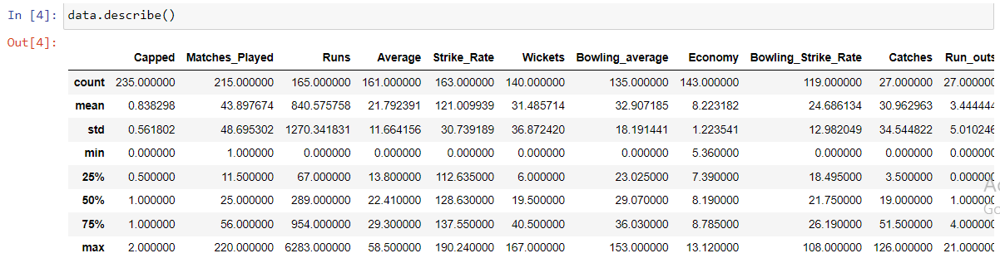 In [4]: data.describe()
Out[4]:
Capped Matches_Played Runs Average Strike_Rate Wickets Bowling_average Economy Bowling_Strike_Rate Catches Run_outs
count 235.000000 215.000000 165.000000 161.000000 163.000000 140.000000 135.000000 143.000000 119.000000 27.000000 27.000000
mean 0.838298 43.897674 840.575758 21.792391 121.009939 31.485714 32.907185 8.223182 24.686134 30.962963 3.444444
std 0.561802 48.695302 1270.341831 11.664156 30.739189 36.872420 18.191441 1.223541 12.982049 34.544822 5.010246
min 0.000000 1.000000 0.000000 0.000000 0.000000 0.000000 0.000000 5.360000 0.000000 0.000000 0.000000
25% 0.500000 11.500000 67.000000 13.800000 112.635000 6.000000 23.025000 7.390000 18.495000 3.500000 0.000000
50% 1.000000 25.000000 289.000000 22.410000 128.630000 19.500000 29.070000 8.190000 21.750000 19.000000 1.000000
75% 1.000000 56.000000 954.000000 29.300000 137.550000 40.500000 36.030000 8.785000 26.190000 51.500000 4.000000
max 2.000000 220.000000 6283.000000 58.500000 190.240000 167.000000 153.000000 13.120000 108.000000 126.000000 21.000000